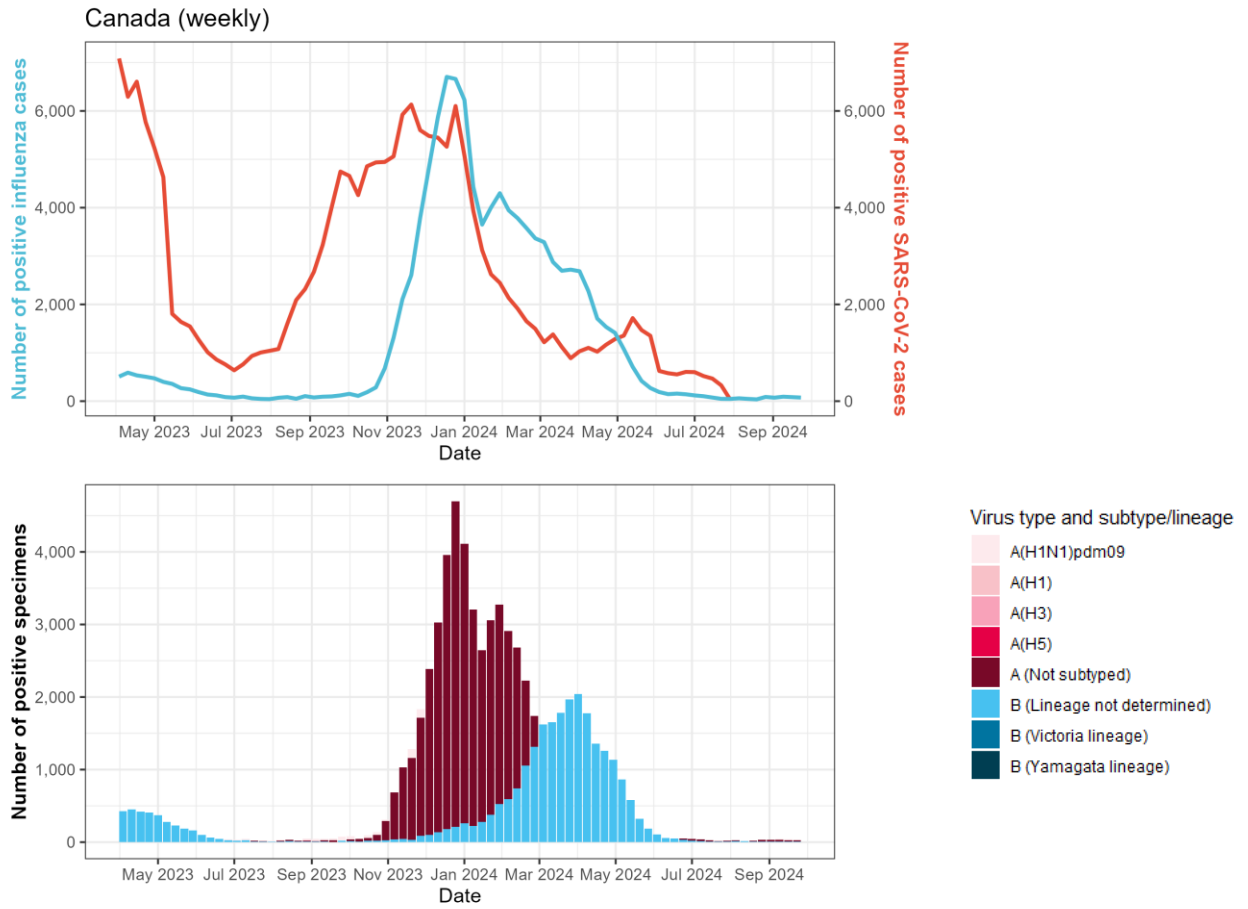 Canada (weekly)
Number of positive influenza cases
6,000
4,000
2,000
0
6,000
4,000
2,000
0
Number of positive SARS-CoV-2 cases
May 2023 Jul 2023 Sep 2023 Nov 2023 Jan 2024 Mar 2024 May 2024 Jul 2024 Sep 2024
Date
Number of positive specimens
4,000
3,000
2,000
1,000
0
May 2023 Jul 2023 Sep 2023 Nov 2023 Jan 2024 Mar 2024 May 2024 Jul 2024 Sep 2024
Date
Virus type and subtype/lineage
A(H1N1)pdm09
A(H1)
A(H3)
A(H5)
A (Not subtyped)
B (Lineage not determined)
B (Victoria lineage)
B (Yamagata lineage)